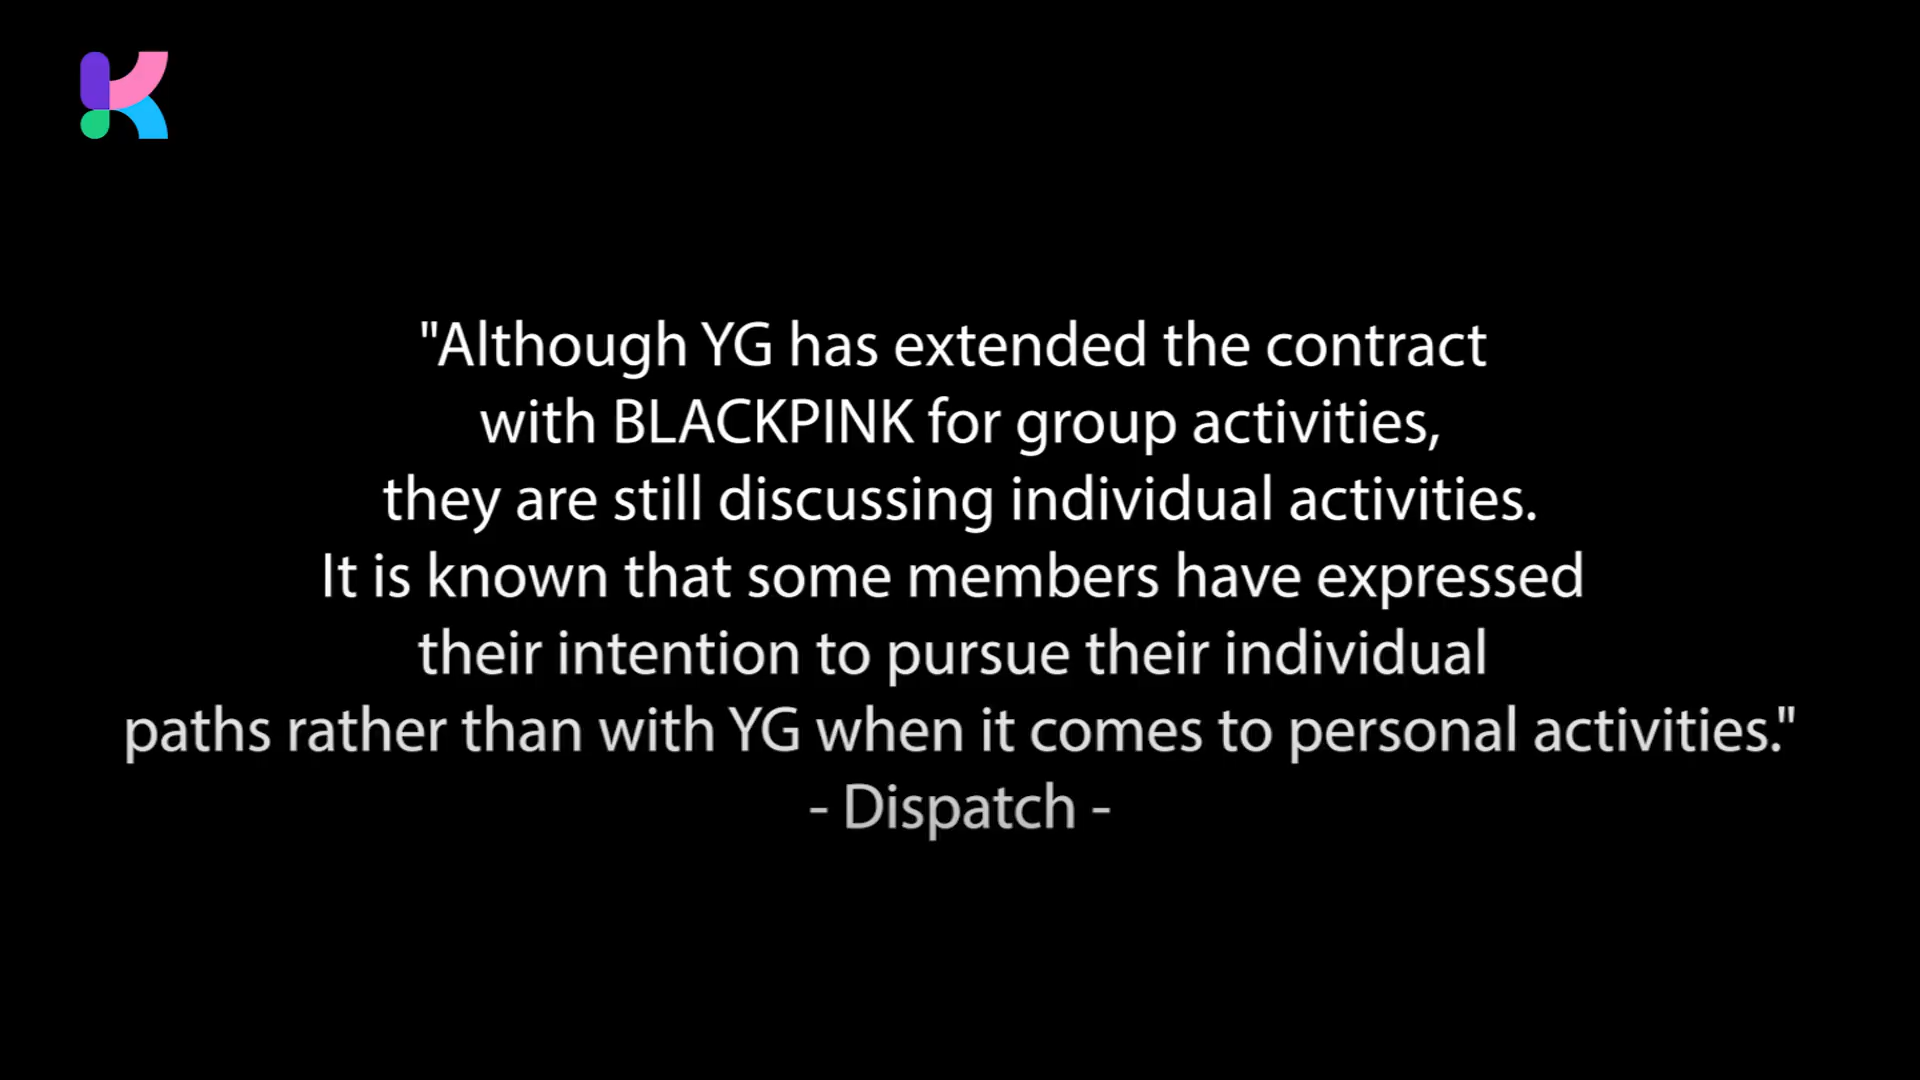 "Although YG has extended the contract
with BLACKPINK for group activities,
they are still discussing individual activities.
It is known that some members have expressed
their intention to pursue their individual
paths rather than with YG when it comes to personal activities."
- Dispatch -